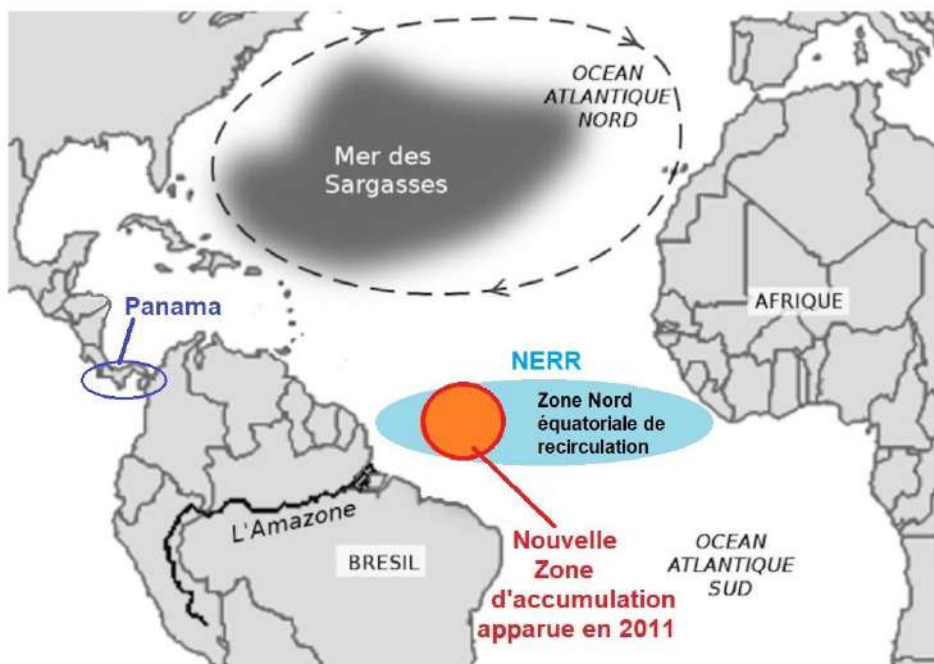 OCEAN
ATLANTIQUE
NORD
Mer des
Sargasses
Panama
AFRIQUE
NERR
Zone Nord
équatoriale de
recirculation
L'Amazone
BRESIL
Nouvelle
Zone
d'accumulation
apparue en 2011
OCEAN
ATLANTIQUE
SUD